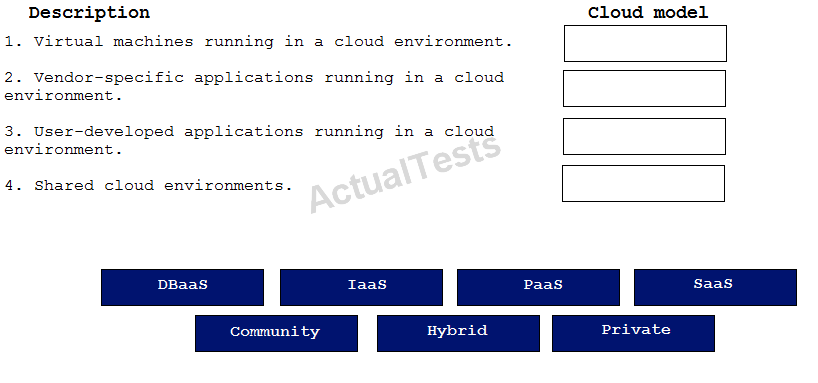 Description Cloud model
1. Virtual machines running in a cloud environment.
2. Vendor-specific applications running in a cloud
environment.
3. User-developed applications running in a cloud
environment.
ActualTests
4. Shared cloud environments.
DBaaS IaaS PaaS SaaS
Community Hybrid Private